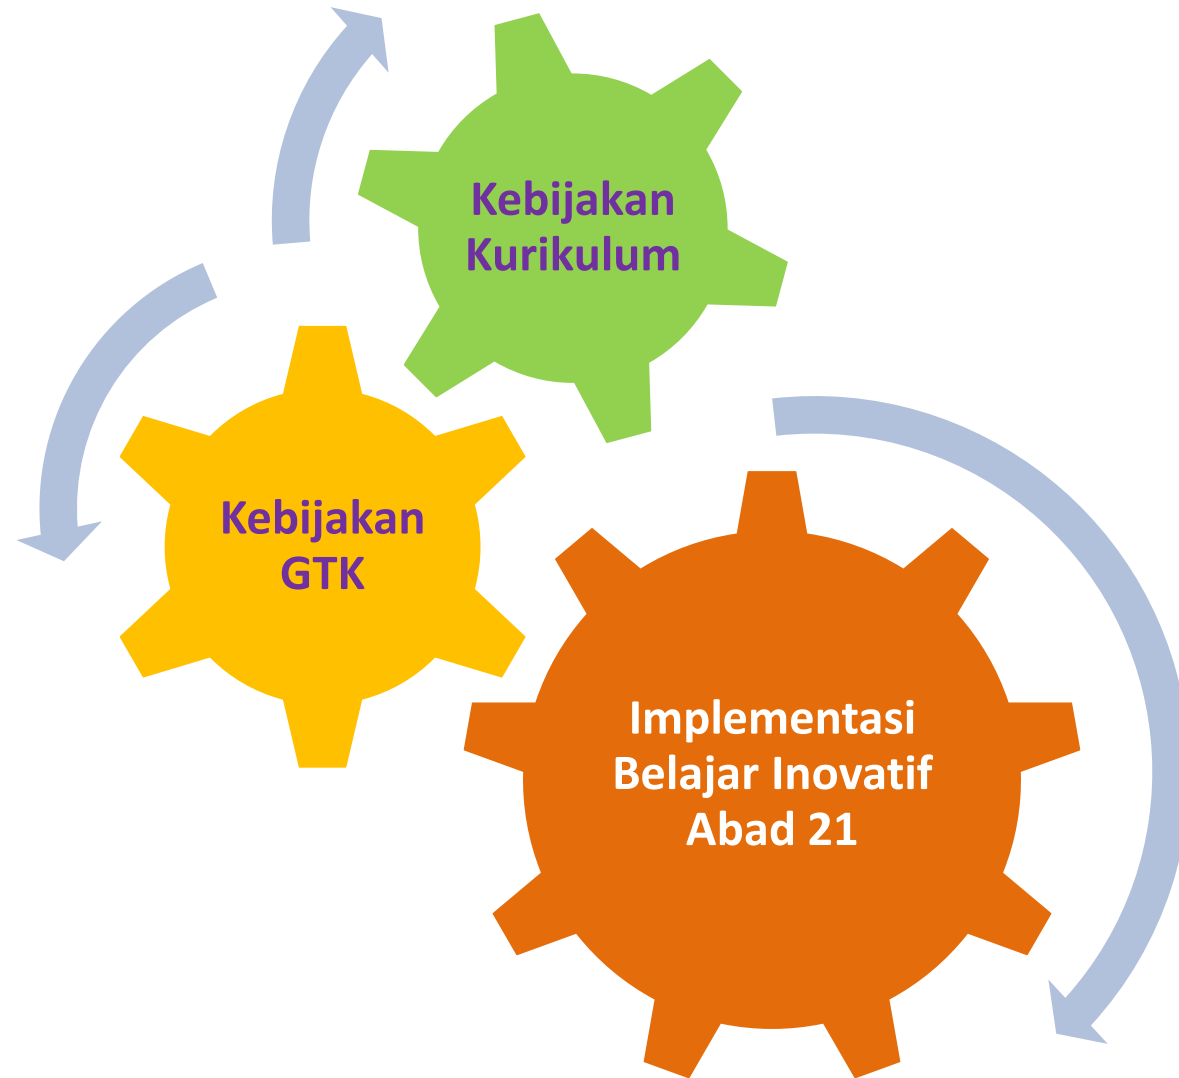 Kebijakan
Kurikulum
Kebijakan
GTK
Implementasi
Belajar Inovatif
Abad 21